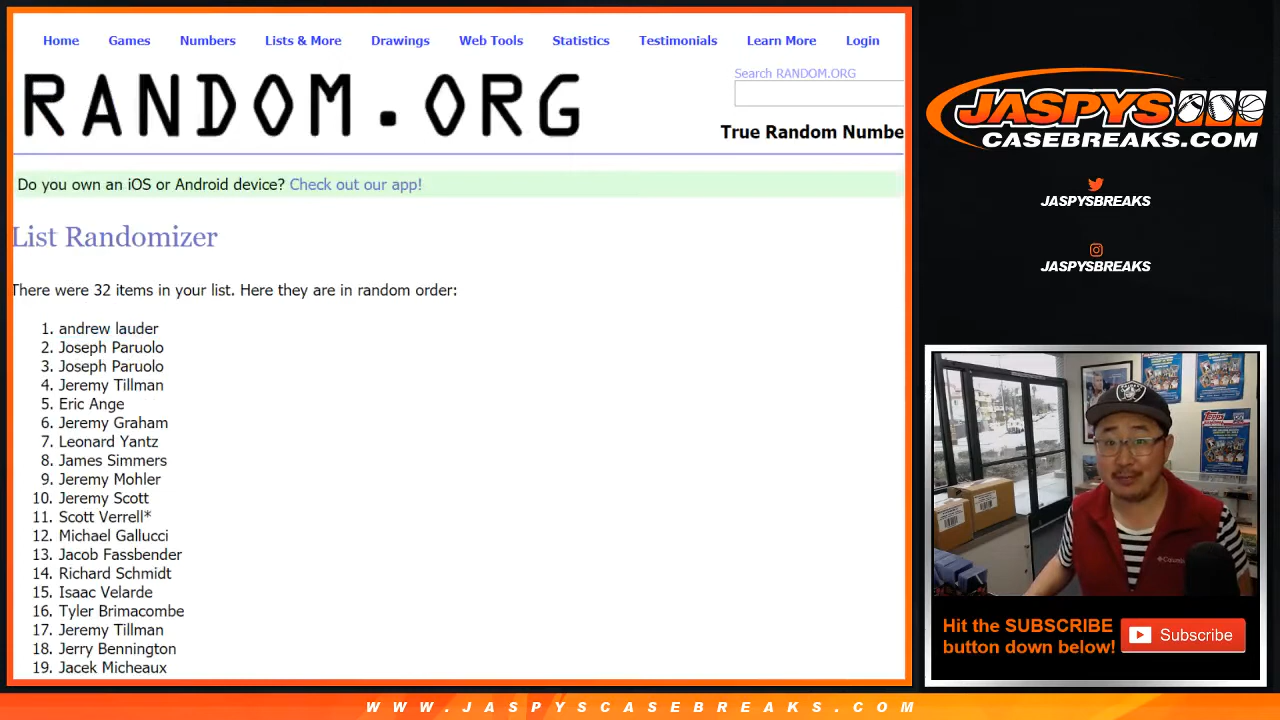 Home Games Numbers Lists & More Drawings Web Tools Statistics Testimonials Learn More Login
RANDOM.ORG
Search RANDOM.ORG
True Random Numbe
Do you own an iOS or Android device? Check out our app!
List Randomizer
There were 32 items in your list. Here they are in random order:
1. andrew lauder
2. Joseph Paruolo
3. Joseph Paruolo
4. Jeremy Tillman
5. Eric Ange
6. Jeremy Graham
7. Leonard Yantz
8. James Simmers
9. Jeremy Mohler
10. Jeremy Scott
11. Scott Verrell*
12. Michael Gallucci
13. Jacob Fassbender
14. Richard Schmidt
15. Isaac Velarde
16. Tyler Brimacombe
17. Jeremy Tillman
18. Jerry Bennington
19. Jacek Micheaux
JASPYS
CASEBREAKS.COM
JASPYSBREAKS
JASPYSBREAKS
RAIDERS
Topps
Columbia
Hit the SUBSCRIBE
button down below!
Subscribe
WWW.JASPYSCASEBREAKS.COM